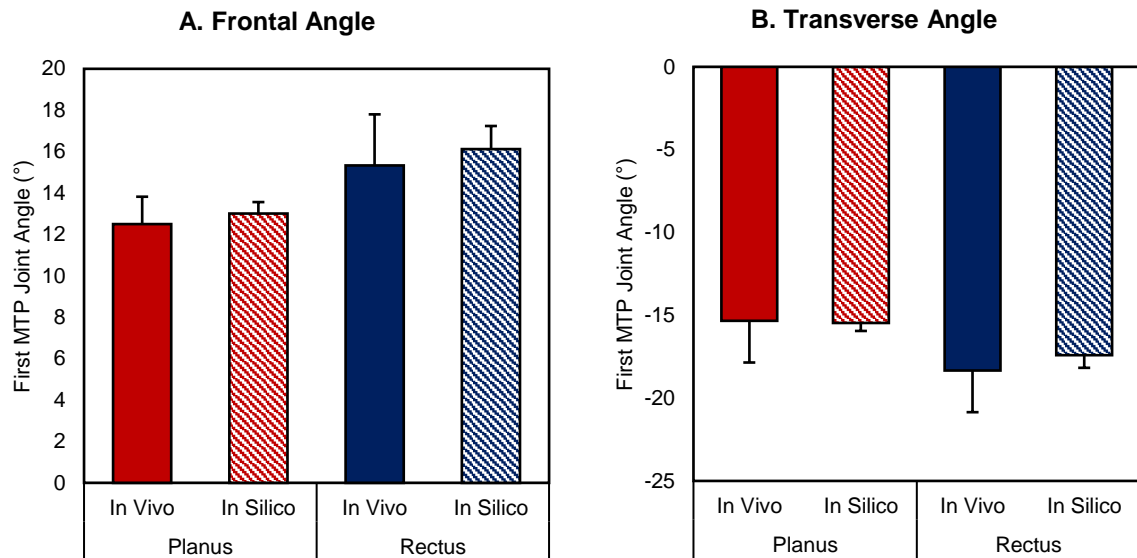 A. Frontal Angle
First MTP Joint Angle (°)
20
18
16
14
12
10
8
6
4
2
0
In Vivo In Silico In Vivo In Silico
Planus Rectus
B. Transverse Angle
First MTP Joint Angle (°)
0
-5
-10
-15
-20
-25
In Vivo In Silico In Vivo In Silico
Planus Rectus